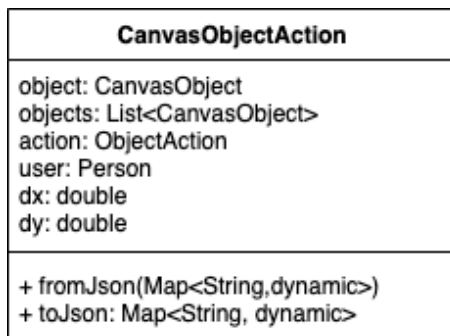 CanvasObjectAction
object: CanvasObject
objects: List<CanvasObject>
action: ObjectAction
user: Person
dx: double
dy: double
+ fromJson(Map<String,dynamic>)
+ toJson: Map<String, dynamic>